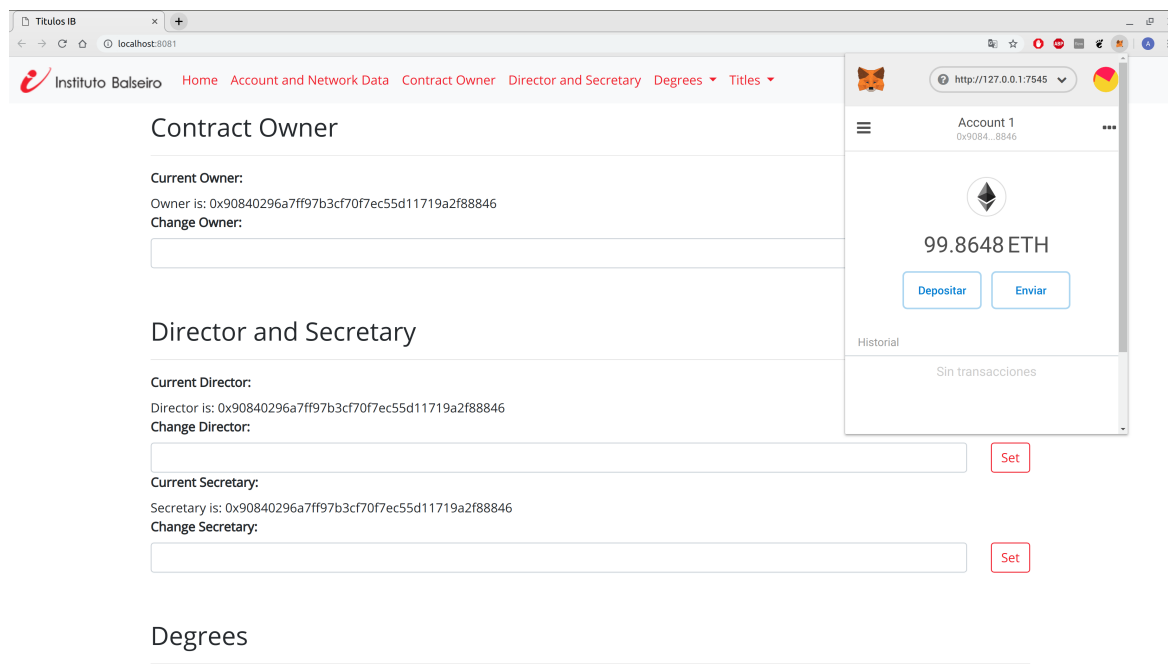 Titulos IB
localhost:8081
Instituto Balseiro Home Account and Network Data Contract Owner Director and Secretary Degrees Titles
http://127.0.0.1:7545
Account 1
0x9084...8846
99.8648 ETH
Depositar Enviar
Historial
Sin transacciones
Contract Owner
Current Owner:
Owner is: 0x90840296a7ff97b3cf70f7ec55d11719a2f88846
Change Owner:
Director and Secretary
Current Director:
Director is: 0x90840296a7ff97b3cf70f7ec55d11719a2f88846
Change Director:
Set
Current Secretary:
Secretary is: 0x90840296a7ff97b3cf70f7ec55d11719a2f88846
Change Secretary:
Set
Degrees